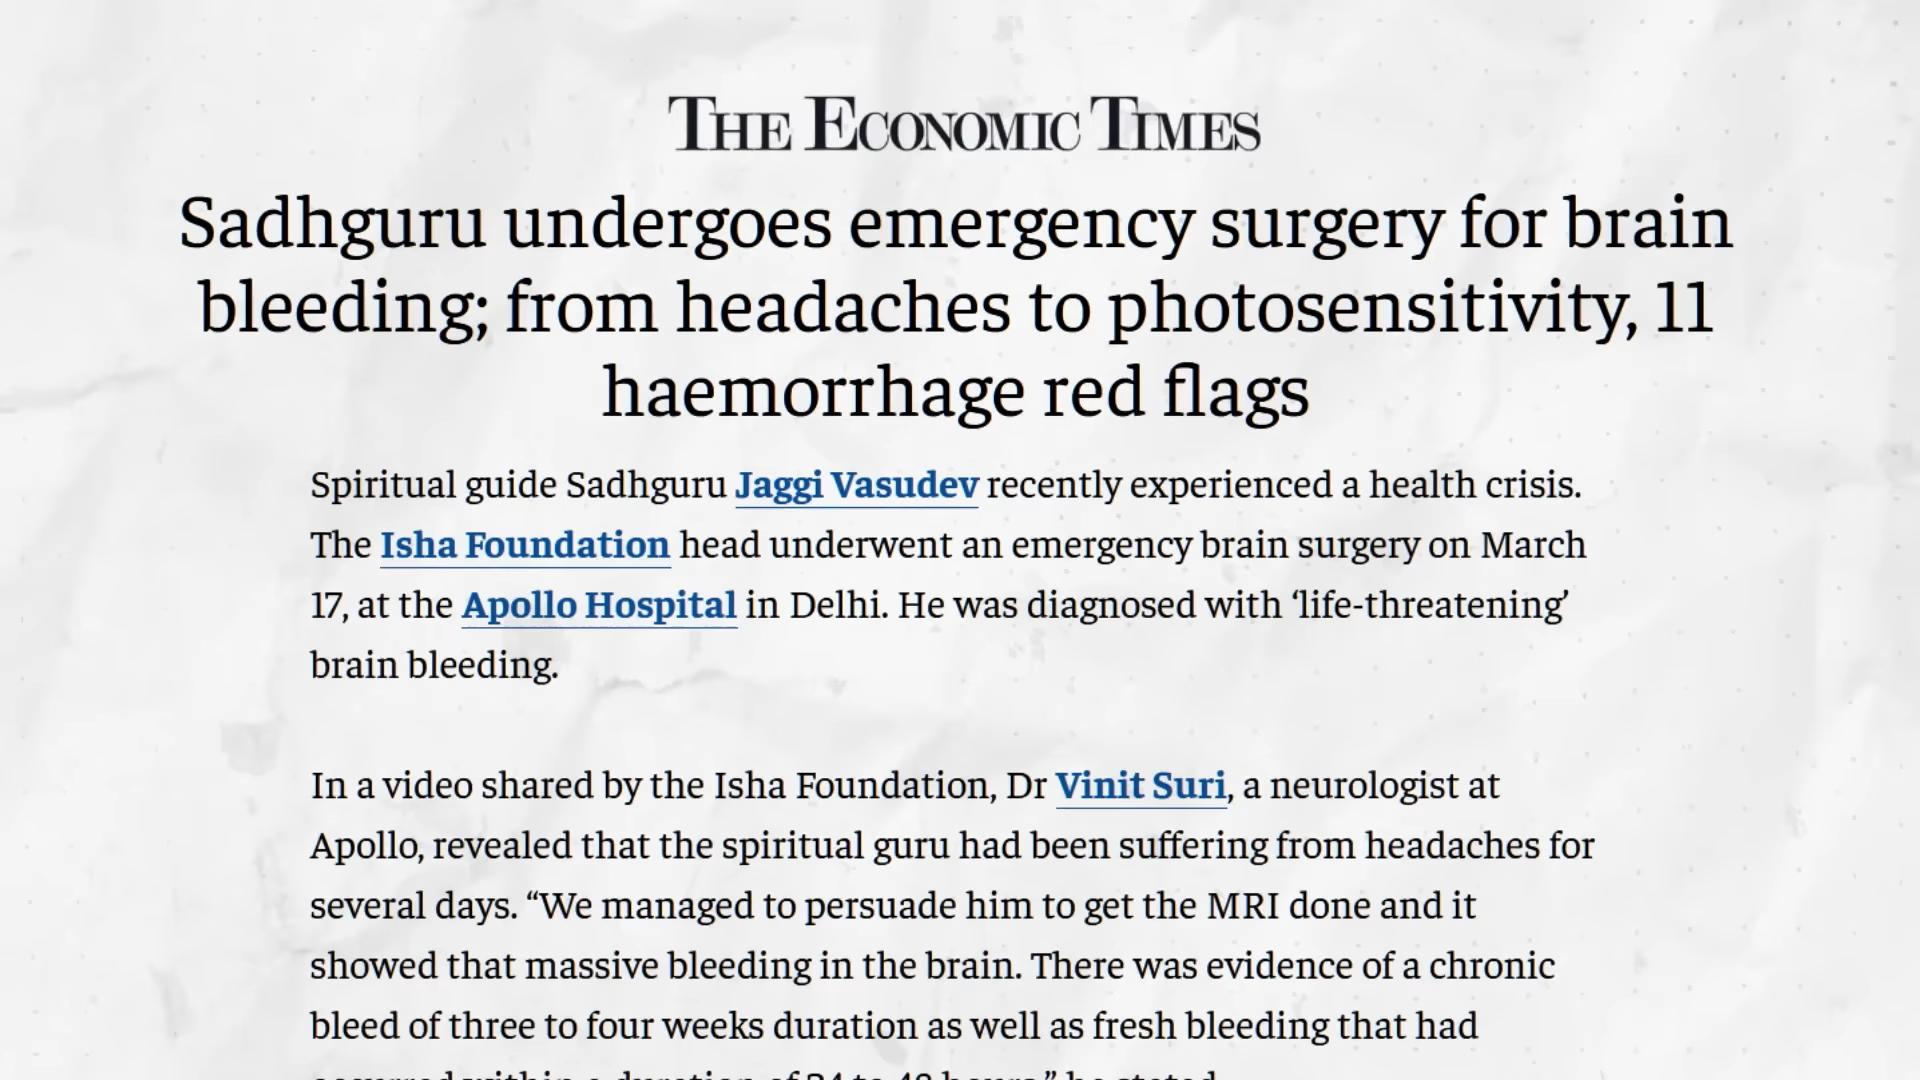 THE ECONOMIC TIMES
Sadhguru undergoes emergency surgery for brain
bleeding; from headaches to photosensitivity, 11
haemorrhage red flags
Spiritual guide Sadhguru Jaggi Vasudev recently experienced a health crisis.
The Isha Foundation head underwent an emergency brain surgery on March
17, at the Apollo Hospital in Delhi. He was diagnosed with ‘life-threatening’
brain bleeding.
In a video shared by the Isha Foundation, Dr Vinit Suri, a neurologist at
Apollo, revealed that the spiritual guru had been suffering from headaches for
several days. “We managed to persuade him to get the MRI done and it
showed that massive bleeding in the brain. There was evidence of a chronic
bleed of three to four weeks duration as well as fresh bleeding that had